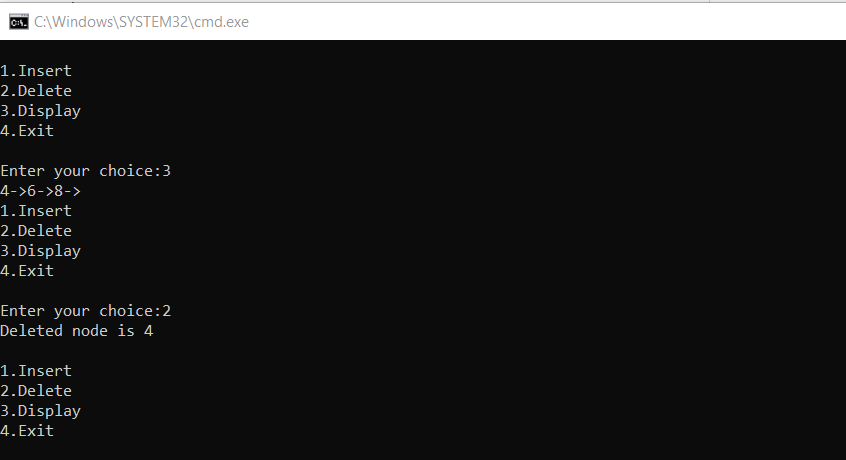 C:\Windows\SYSTEM32\cmd.exe
1.Insert
2.Delete
3.Display
4.Exit
Enter your choice:3
4->6->8->
1.Insert
2.Delete
3.Display
4.Exit
Enter your choice:2
Deleted node is 4
1.Insert
2.Delete
3.Display
4.Exit